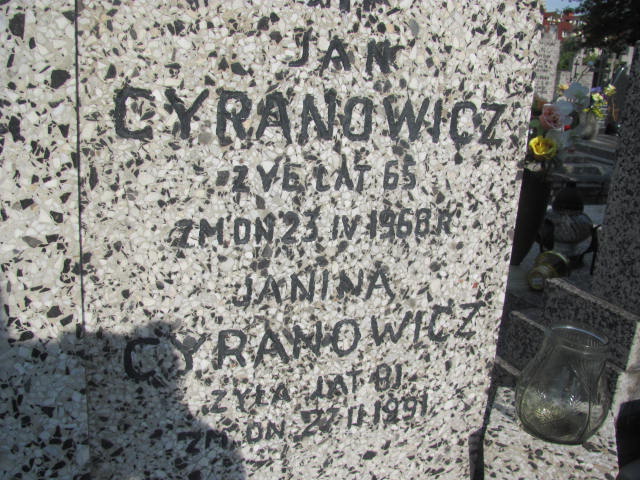 JAN
CYRANOWICZ
ŻYŁ LAT 65
ZM. DN. 23 IV 1968 R
JANINA
CYRANOWICZ
ŻYŁA LAT 81
ZM. DN. 27 II 1991